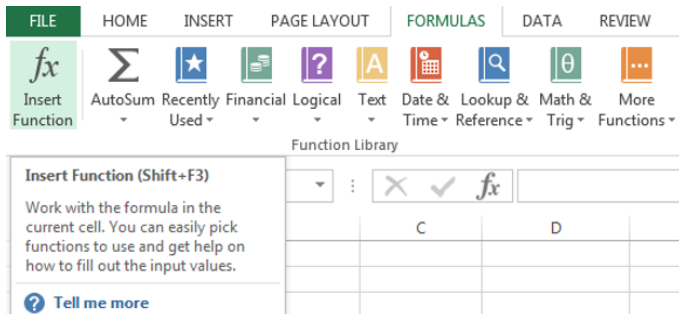 FILE HOME INSERT PAGE LAYOUT FORMULAS DATA REVIEW
fx Σ ? A θ
Insert AutoSum Recently Financial Logical Text Date & Lookup & Math & More
Function Used Time Reference Trig Functions
Function Library
Insert Function (Shift+F3)
fx
Work with the formula in the
current cell. You can easily pick
functions to use and get help on
how to fill out the input values.
C D
? Tell me more